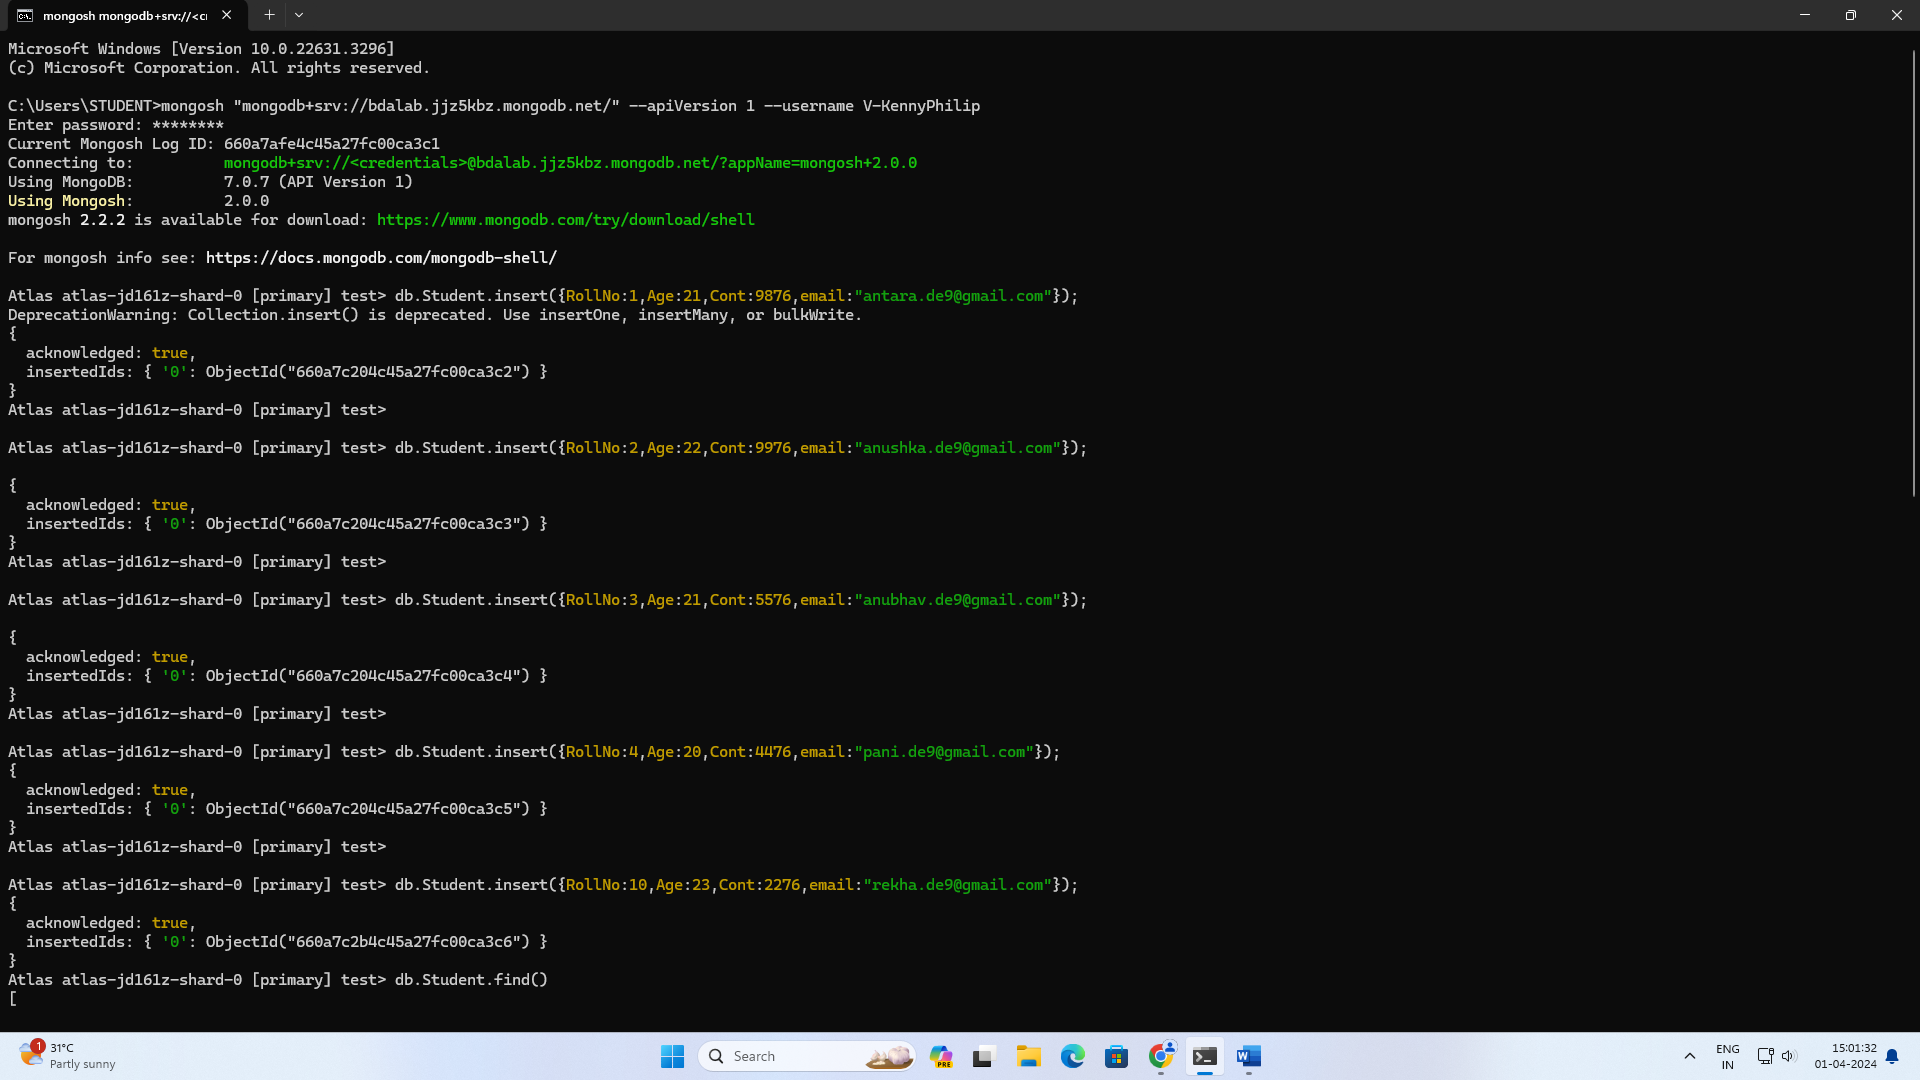 mongosh mongodb+srv://<cr
Microsoft Windows [Version 10.0.22631.3296]
(c) Microsoft Corporation. All rights reserved.
C:\Users\STUDENT>mongosh "mongodb+srv://bdalab.jjz5kbz.mongodb.net/" --apiVersion 1 --username V-KennyPhilip
Enter password: ********
Current Mongosh Log ID: 660a7afe4c45a27fc00ca3c1
Connecting to: mongodb+srv://<credentials>@bdalab.jjz5kbz.mongodb.net/?appName=mongosh+2.0.0
Using MongoDB: 7.0.7 (API Version 1)
Using Mongosh: 2.0.0
mongosh 2.2.2 is available for download: https://www.mongodb.com/try/download/shell
For mongosh info see: https://docs.mongodb.com/mongodb-shell/
Atlas atlas-jd161z-shard-0 [primary] test> db.Student.insert({RollNo:1,Age:21,Cont:9876,email:"antara.de9@gmail.com"});
DeprecationWarning: Collection.insert() is deprecated. Use insertOne, insertMany, or bulkWrite.
{
acknowledged: true,
insertedIds: { '0': ObjectId("660a7c204c45a27fc00ca3c2") }
}
Atlas atlas-jd161z-shard-0 [primary] test>
Atlas atlas-jd161z-shard-0 [primary] test> db.Student.insert({RollNo:2,Age:22,Cont:9976,email:"anushka.de9@gmail.com"});
{
acknowledged: true,
insertedIds: { '0': ObjectId("660a7c204c45a27fc00ca3c3") }
}
Atlas atlas-jd161z-shard-0 [primary] test>
Atlas atlas-jd161z-shard-0 [primary] test> db.Student.insert({RollNo:3,Age:21,Cont:5576,email:"anubhav.de9@gmail.com"});
{
acknowledged: true,
insertedIds: { '0': ObjectId("660a7c204c45a27fc00ca3c4") }
}
Atlas atlas-jd161z-shard-0 [primary] test>
Atlas atlas-jd161z-shard-0 [primary] test> db.Student.insert({RollNo:4,Age:20,Cont:4476,email:"pani.de9@gmail.com"});
{
acknowledged: true,
insertedIds: { '0': ObjectId("660a7c204c45a27fc00ca3c5") }
}
Atlas atlas-jd161z-shard-0 [primary] test>
Atlas atlas-jd161z-shard-0 [primary] test> db.Student.insert({RollNo:10,Age:23,Cont:2276,email:"rekha.de9@gmail.com"});
{
acknowledged: true,
insertedIds: { '0': ObjectId("660a7c2b4c45a27fc00ca3c6") }
}
Atlas atlas-jd161z-shard-0 [primary] test> db.Student.find()
[
1
31°C
Partly sunny
Search
PRE
W
ENG
IN
15:01:32
01-04-2024